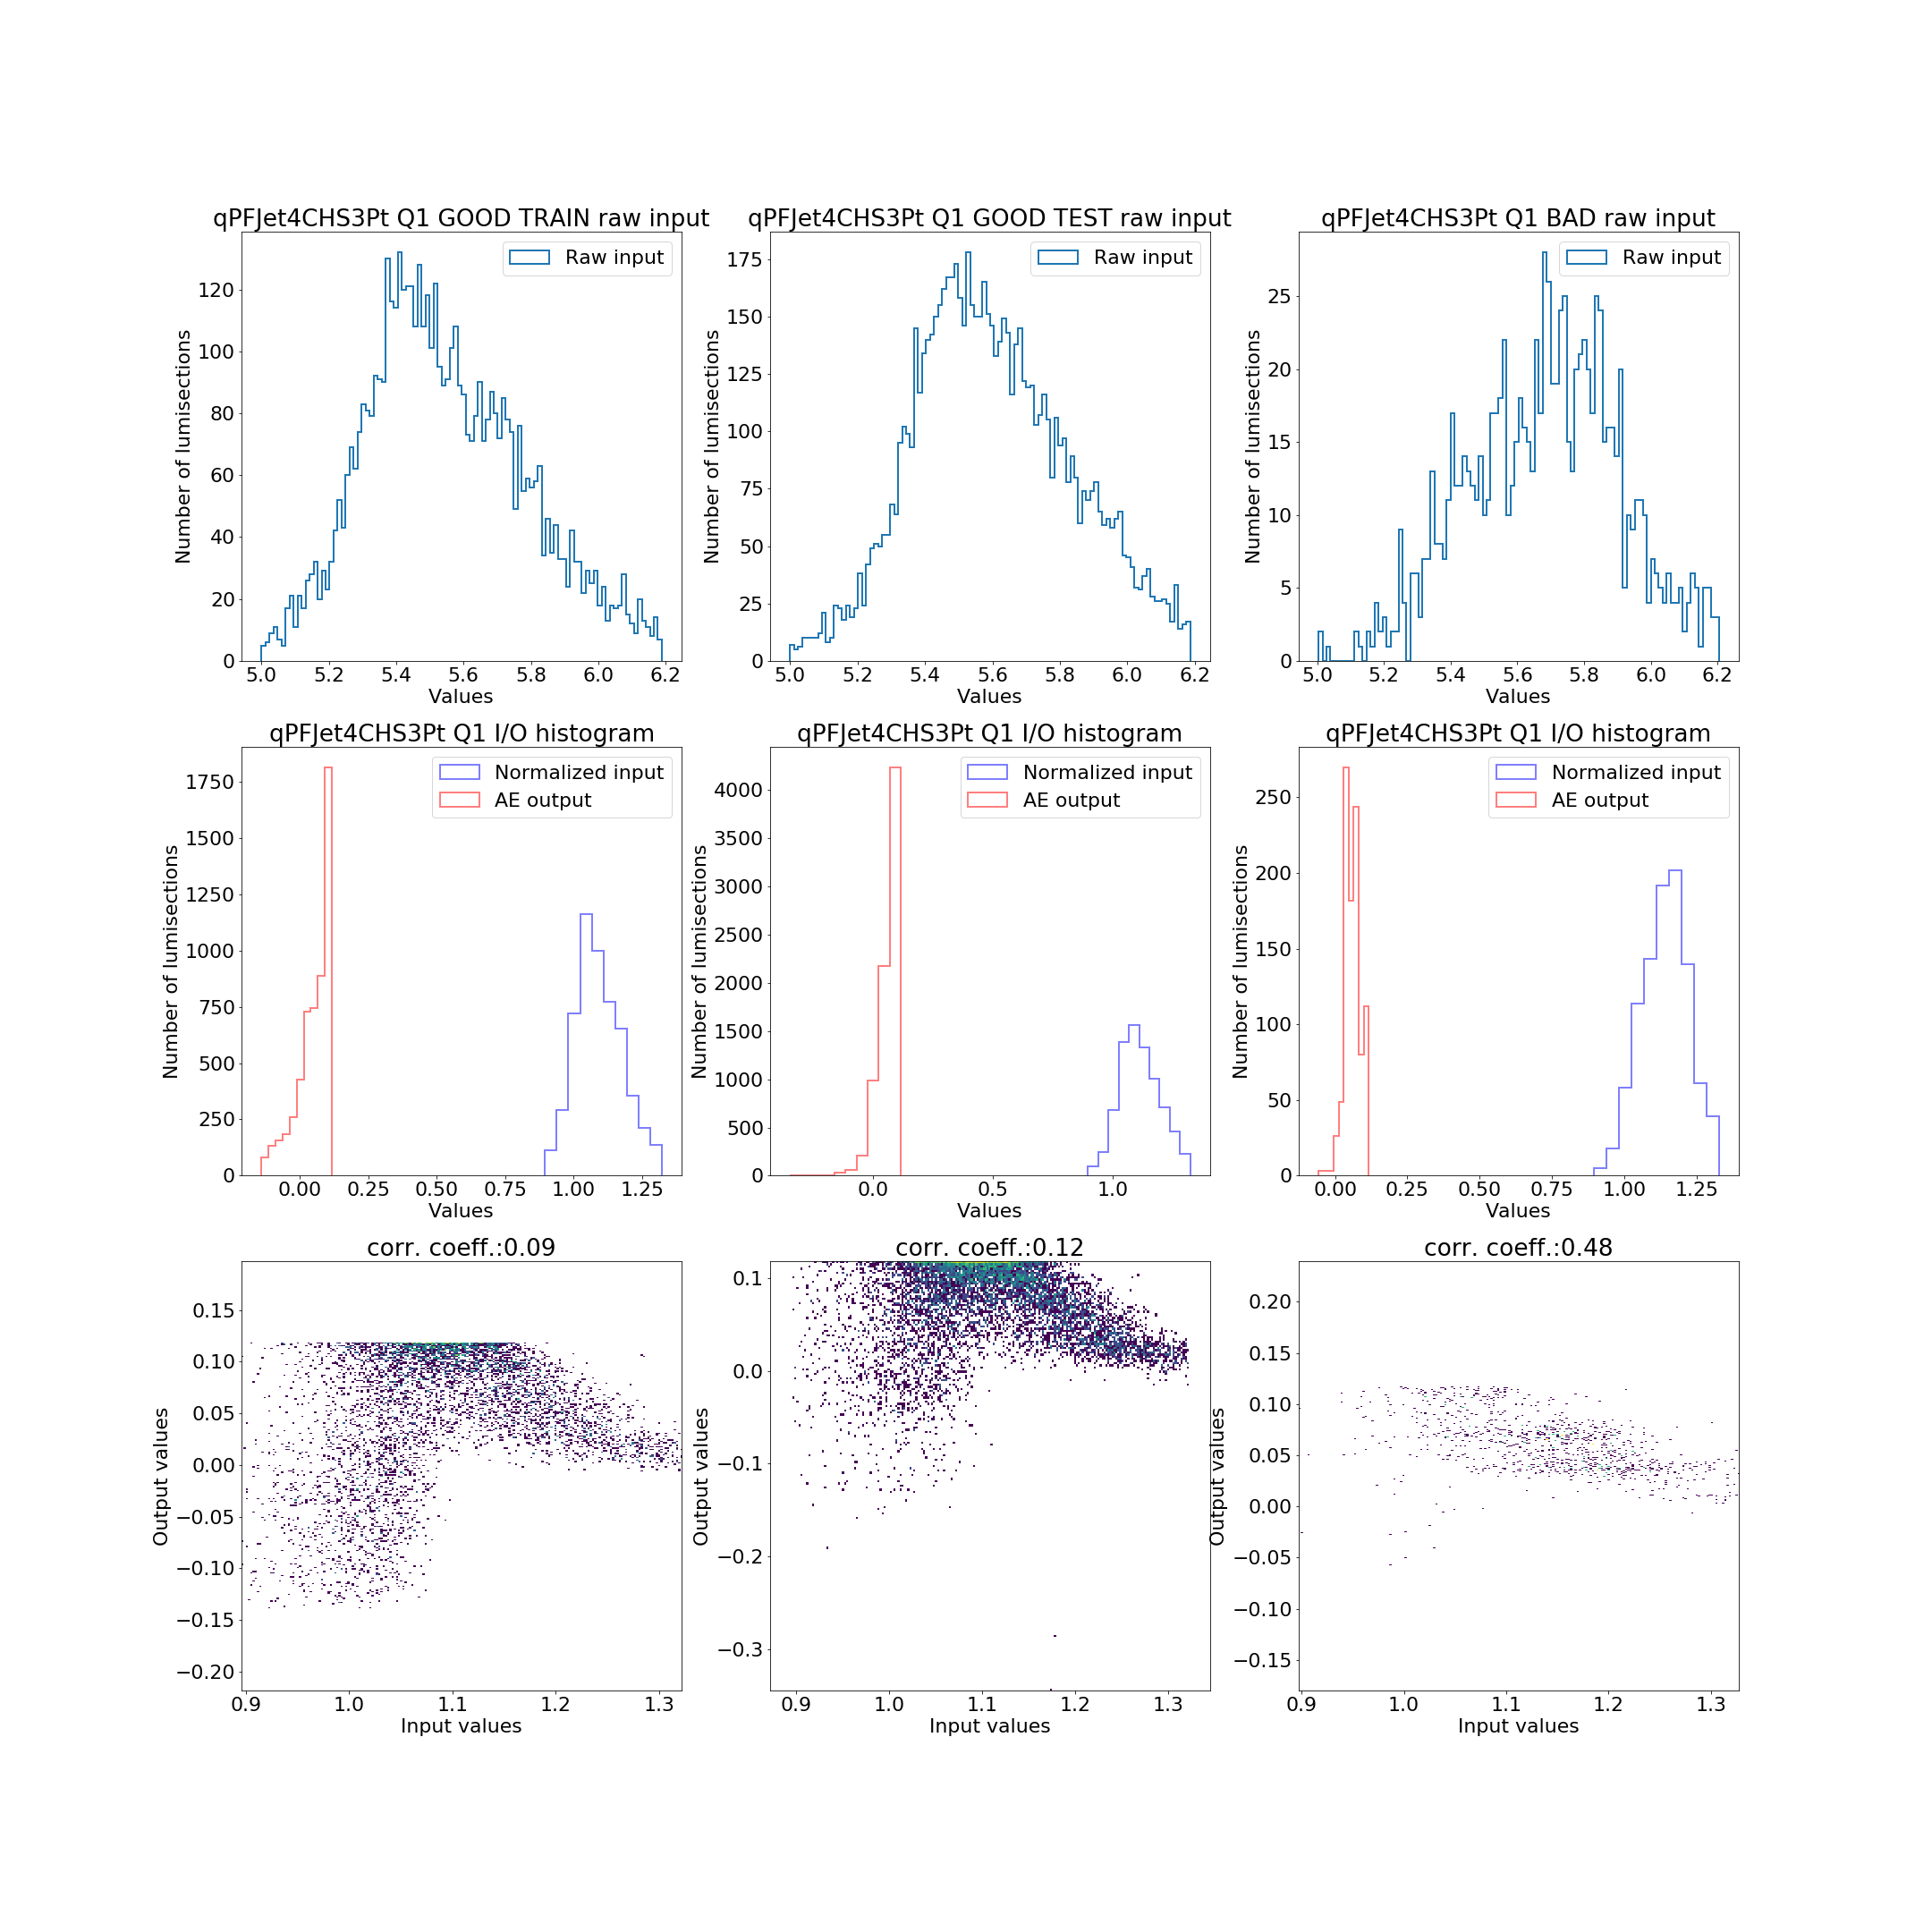 qPFJet4CHS3Pt Q1 GOOD TRAIN raw input
Raw input
120
100
80
60
40
20
0
Number of lumisections
5.0 5.2 5.4 5.6 5.8 6.0 6.2
Values
qPFJet4CHS3Pt Q1 GOOD TEST raw input
Raw input
175
150
125
100
75
50
25
0
Number of lumisections
5.0 5.2 5.4 5.6 5.8 6.0 6.2
Values
qPFJet4CHS3Pt Q1 BAD raw input
Raw input
25
20
15
10
5
0
Number of lumisections
5.0 5.2 5.4 5.6 5.8 6.0 6.2
Values
qPFJet4CHS3Pt Q1 I/O histogram
Normalized input
AE output
1750
1500
1250
1000
750
500
250
0
Number of lumisections
0.00 0.25 0.50 0.75 1.00 1.25
Values
qPFJet4CHS3Pt Q1 I/O histogram
Normalized input
AE output
4000
3500
3000
2500
2000
1500
1000
500
0
Number of lumisections
0.0 0.5 1.0
Values
qPFJet4CHS3Pt Q1 I/O histogram
Normalized input
AE output
250
200
150
100
50
0
Number of lumisections
0.00 0.25 0.50 0.75 1.00 1.25
Values
corr. coeff.:0.09
0.15
0.10
0.05
0.00
−0.05
−0.10
−0.15
−0.20
Output values
0.9 1.0 1.1 1.2 1.3
Input values
corr. coeff.:0.12
0.1
0.0
−0.1
−0.2
−0.3
Output values
0.9 1.0 1.1 1.2 1.3
Input values
corr. coeff.:0.48
0.20
0.15
0.10
0.05
0.00
−0.05
−0.10
−0.15
Output values
0.9 1.0 1.1 1.2 1.3
Input values